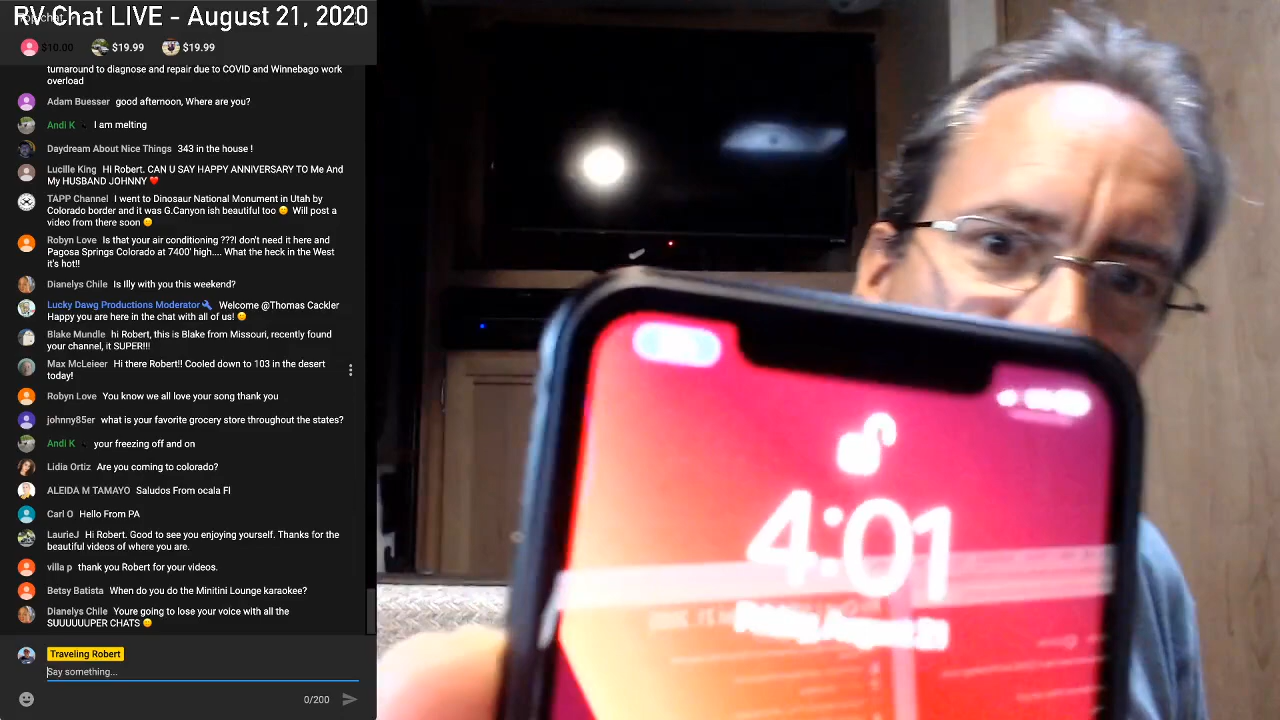 RV Chat LIVE - August 21, 2020
$10.00 $19.99 $19.99
turnaround to diagnose and repair due to COVID and Winnebago work
overload
Adam Buesser good afternoon, Where are you?
Andi K I am melting
Daydream About Nice Things 343 in the house !
Lucille King Hi Robert. CAN U SAY HAPPY ANNIVERSARY TO Me And
My HUSBAND JOHNNY ❤️
TAPP Channel I went to Dinosaur National Monument in Utah by
Colorado border and it was G.Canyon ish beautiful too 😊 Will post a
video from there soon 😊
Robyn Love Is that your air conditioning ???I don't need it here and
Pagosa Springs Colorado at 7400' high.... What the heck in the West
it's hot!!
Dianelys Chile Is Illy with you this weekend?
Lucky Dawg Productions Moderator Welcome @Thomas Cackler
Happy you are here in the chat with all of us! 😊
Blake Mundle hi Robert, this is Blake from Missouri, recently found
your channel, it SUPER!!!
Max McLeieer Hi there Robert!! Cooled down to 103 in the desert
today!
Robyn Love You know we all love your song thank you
johnny85er what is your favorite grocery store throughout the states?
Andi K your freezing off and on
Lidia Ortiz Are you coming to colorado?
ALEIDA M TAMAYO Saludos From ocala Fl
Carl O Hello From PA
LaurieJ Hi Robert. Good to see you enjoying yourself. Thanks for the
beautiful videos of where you are.
villa p thank you Robert for your videos.
Betsy Batista When do you do the Minitini Lounge karaokee?
Dianelys Chile Youre going to lose your voice with all the
SUUUUUUPER CHATS 😊
Traveling Robert
Say something...
0/200
4:01
Friday, August 21